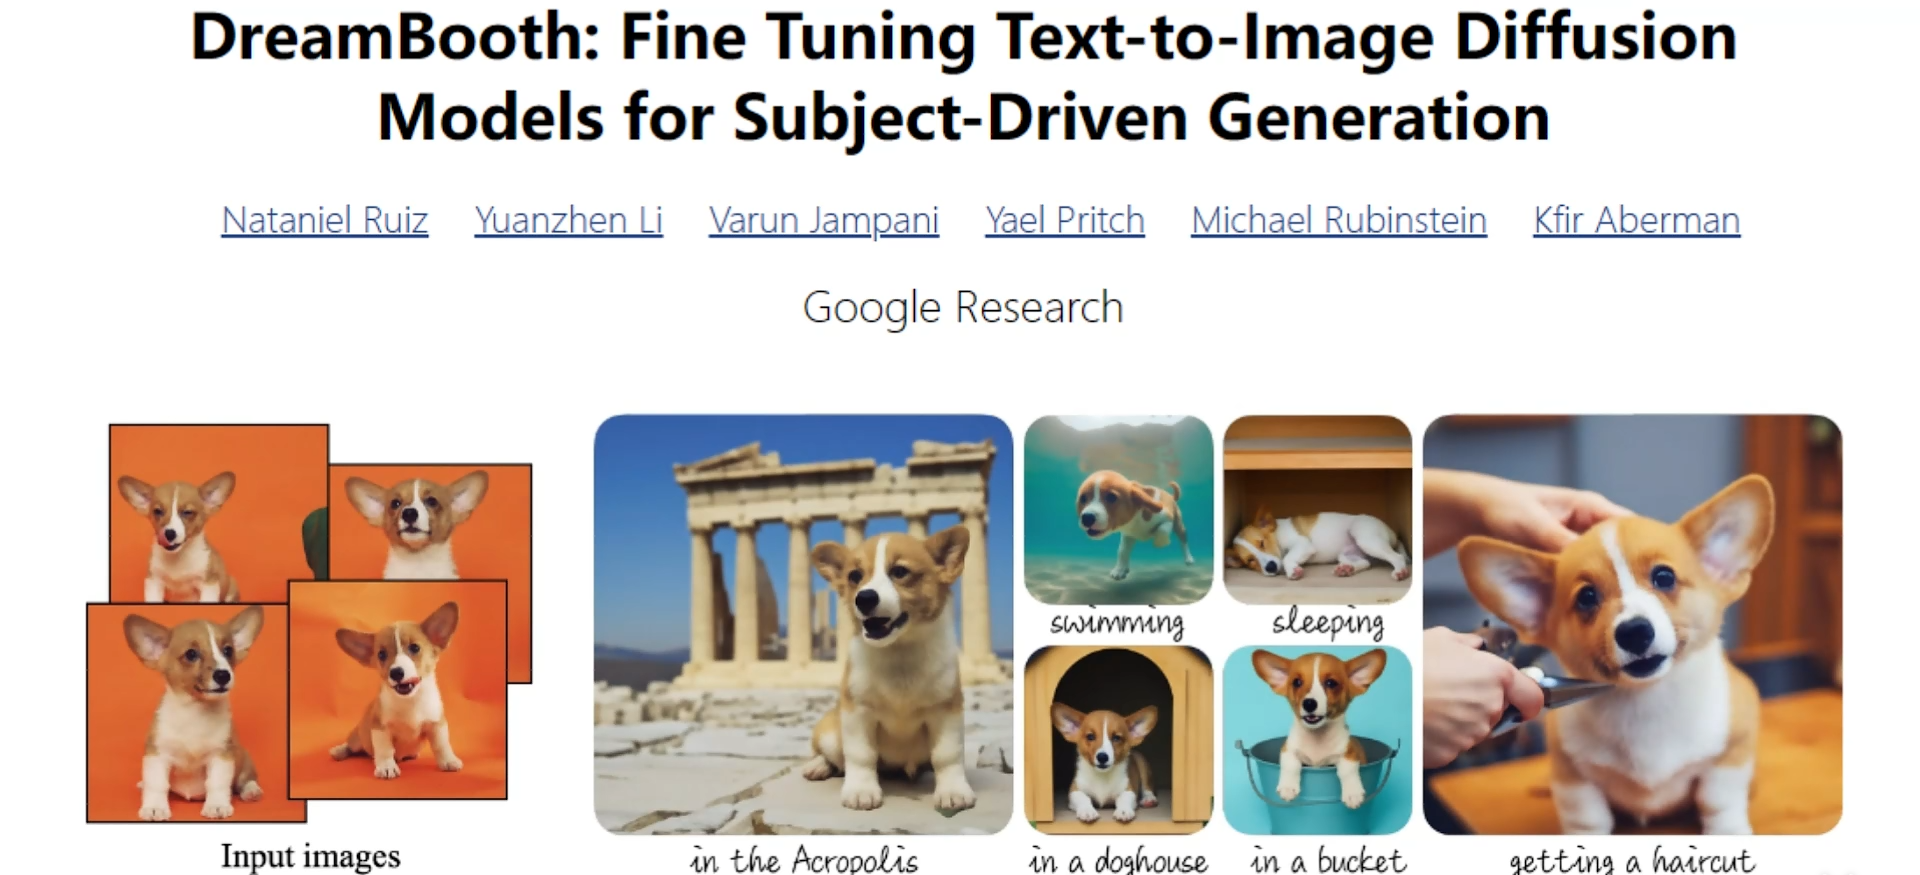 DreamBooth: Fine Tuning Text-to-Image Diffusion
Models for Subject-Driven Generation
Nataniel Ruiz Yuanzhen Li Varun Jampani Yael Pritch Michael Rubinstein Kfir Aberman
Google Research
swimming sleeping
Input images in the Acropolis in a doghouse in a bucket getting a haircut